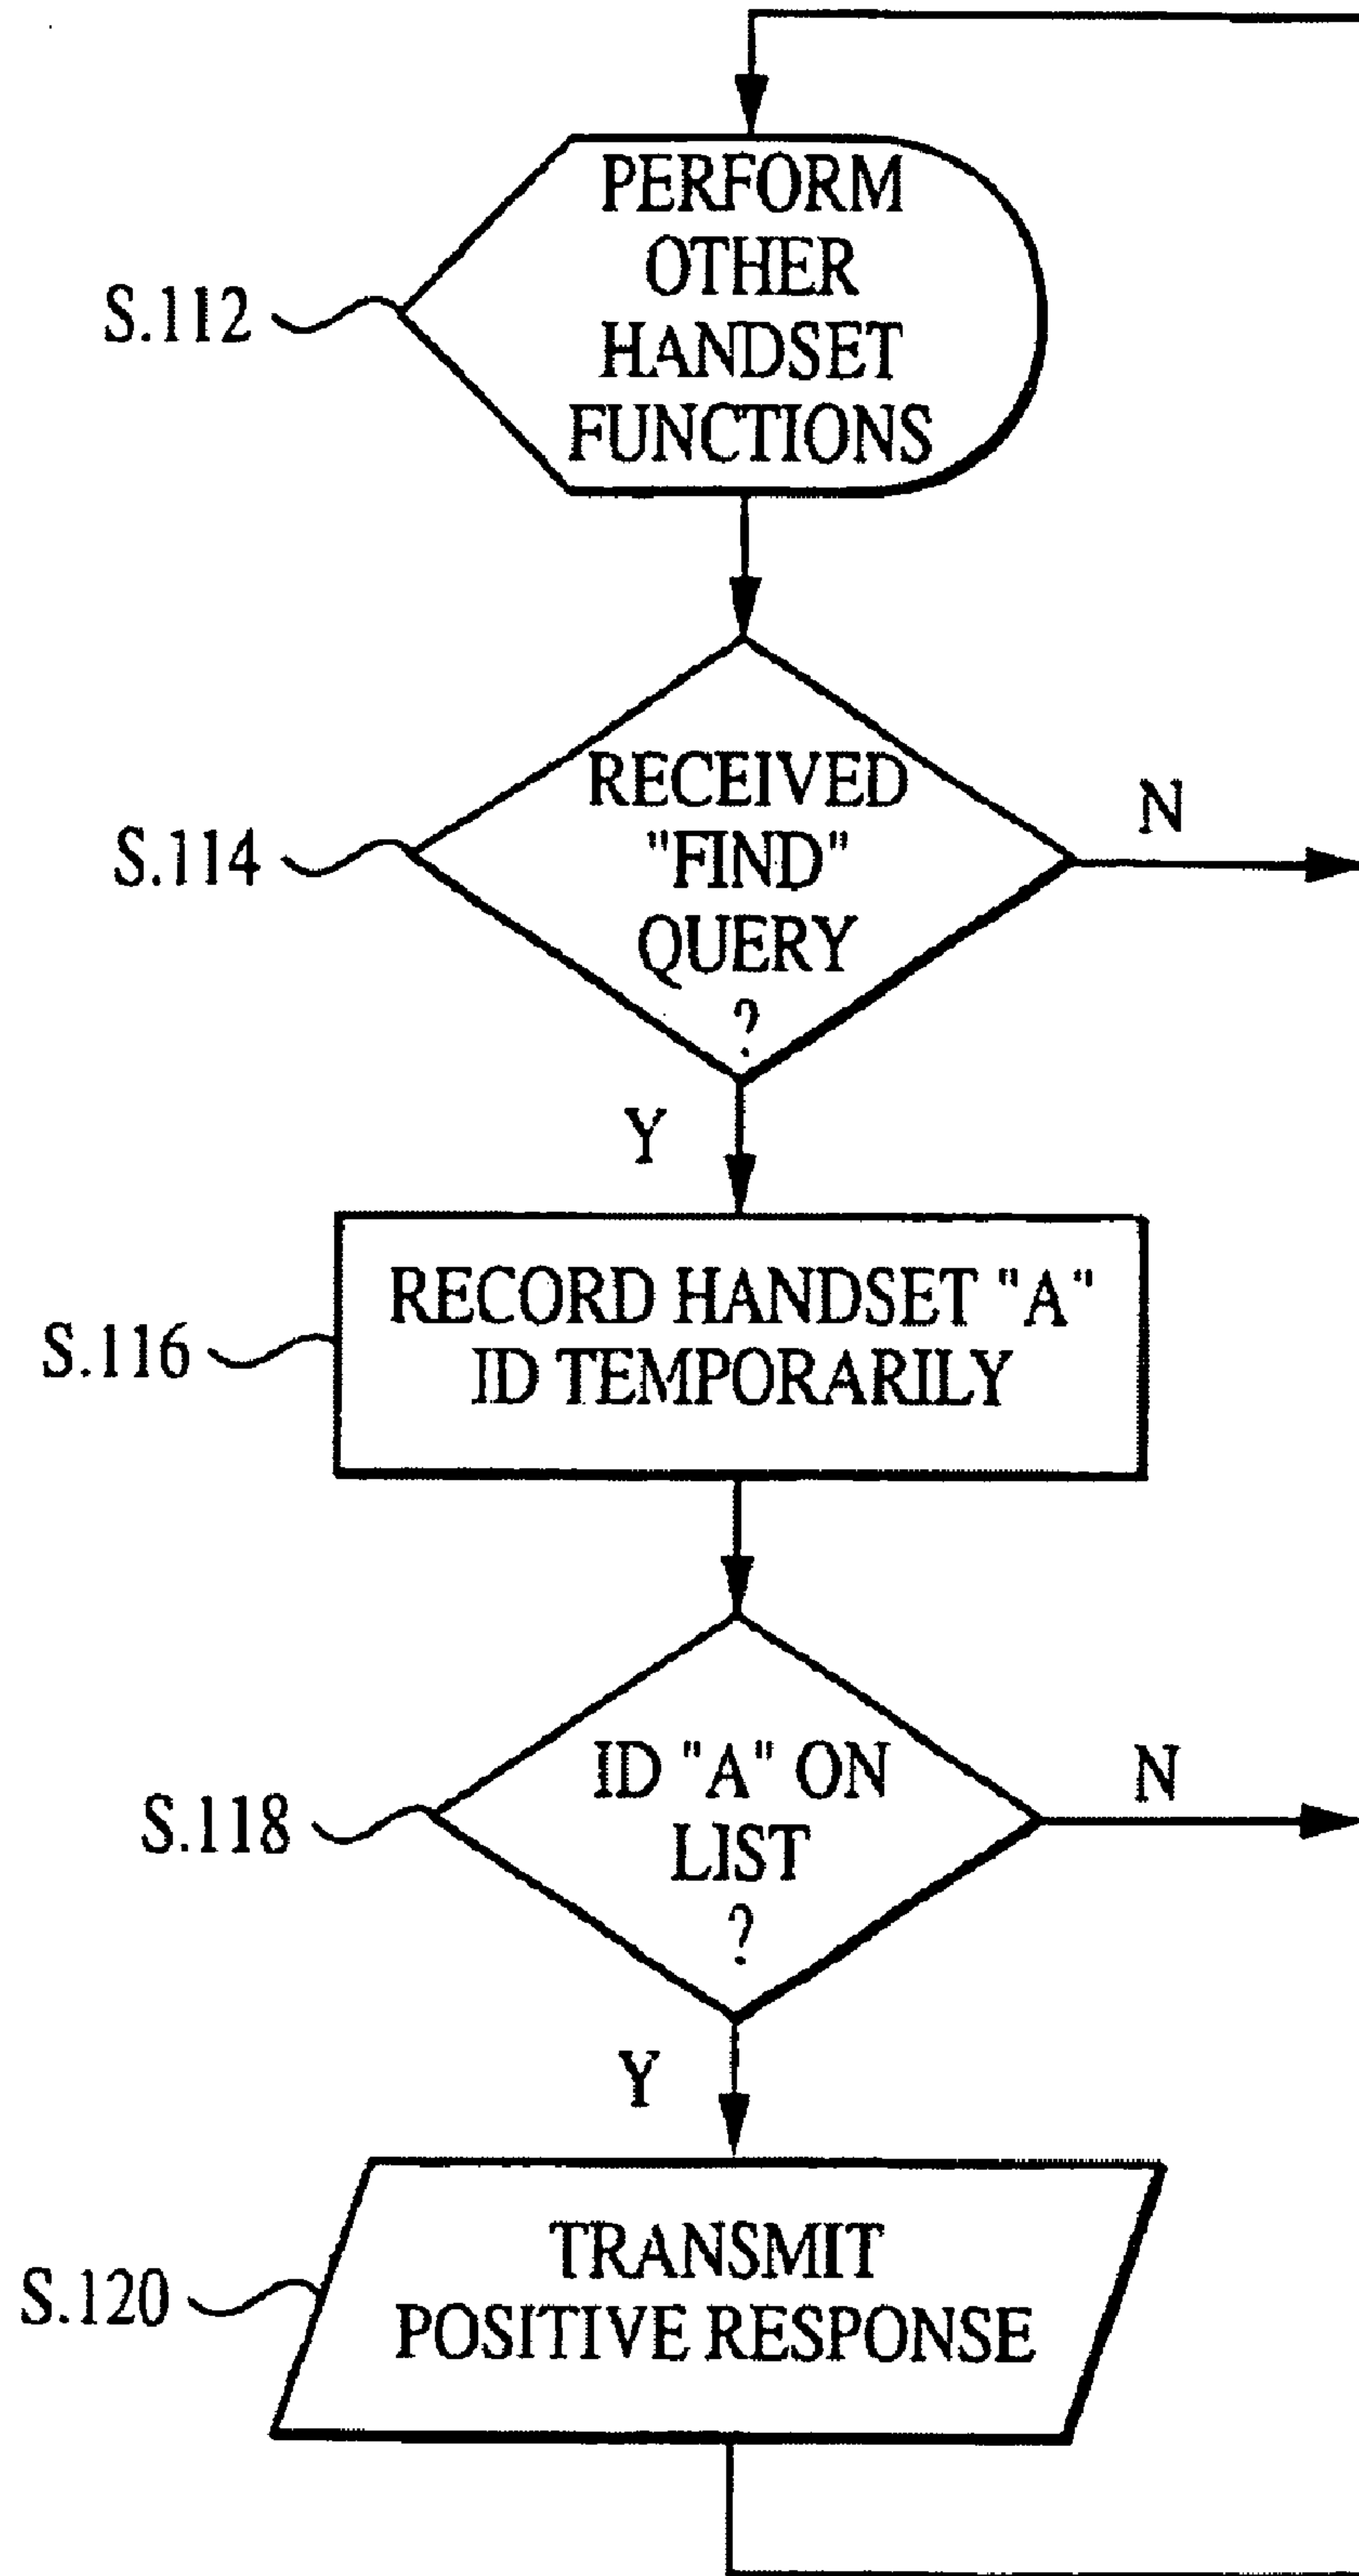 PERFORM
OTHER
HANDSET
FUNCTIONS
S.112
RECEIVED
"FIND"
QUERY
?
S.114
N
Y
RECORD HANDSET "A"
ID TEMPORARILY
S.116
ID "A" ON
LIST
?
S.118
N
Y
TRANSMIT
POSITIVE RESPONSE
S.120